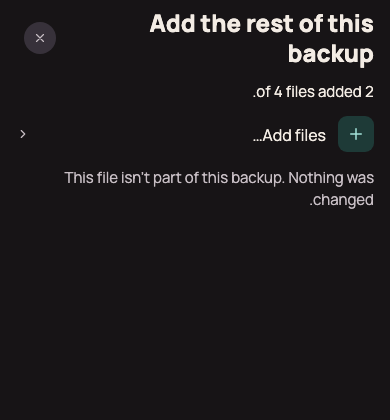 Add the rest of this
backup
.of 4 files added 2
...Add files
This file isn't part of this backup. Nothing was
.changed